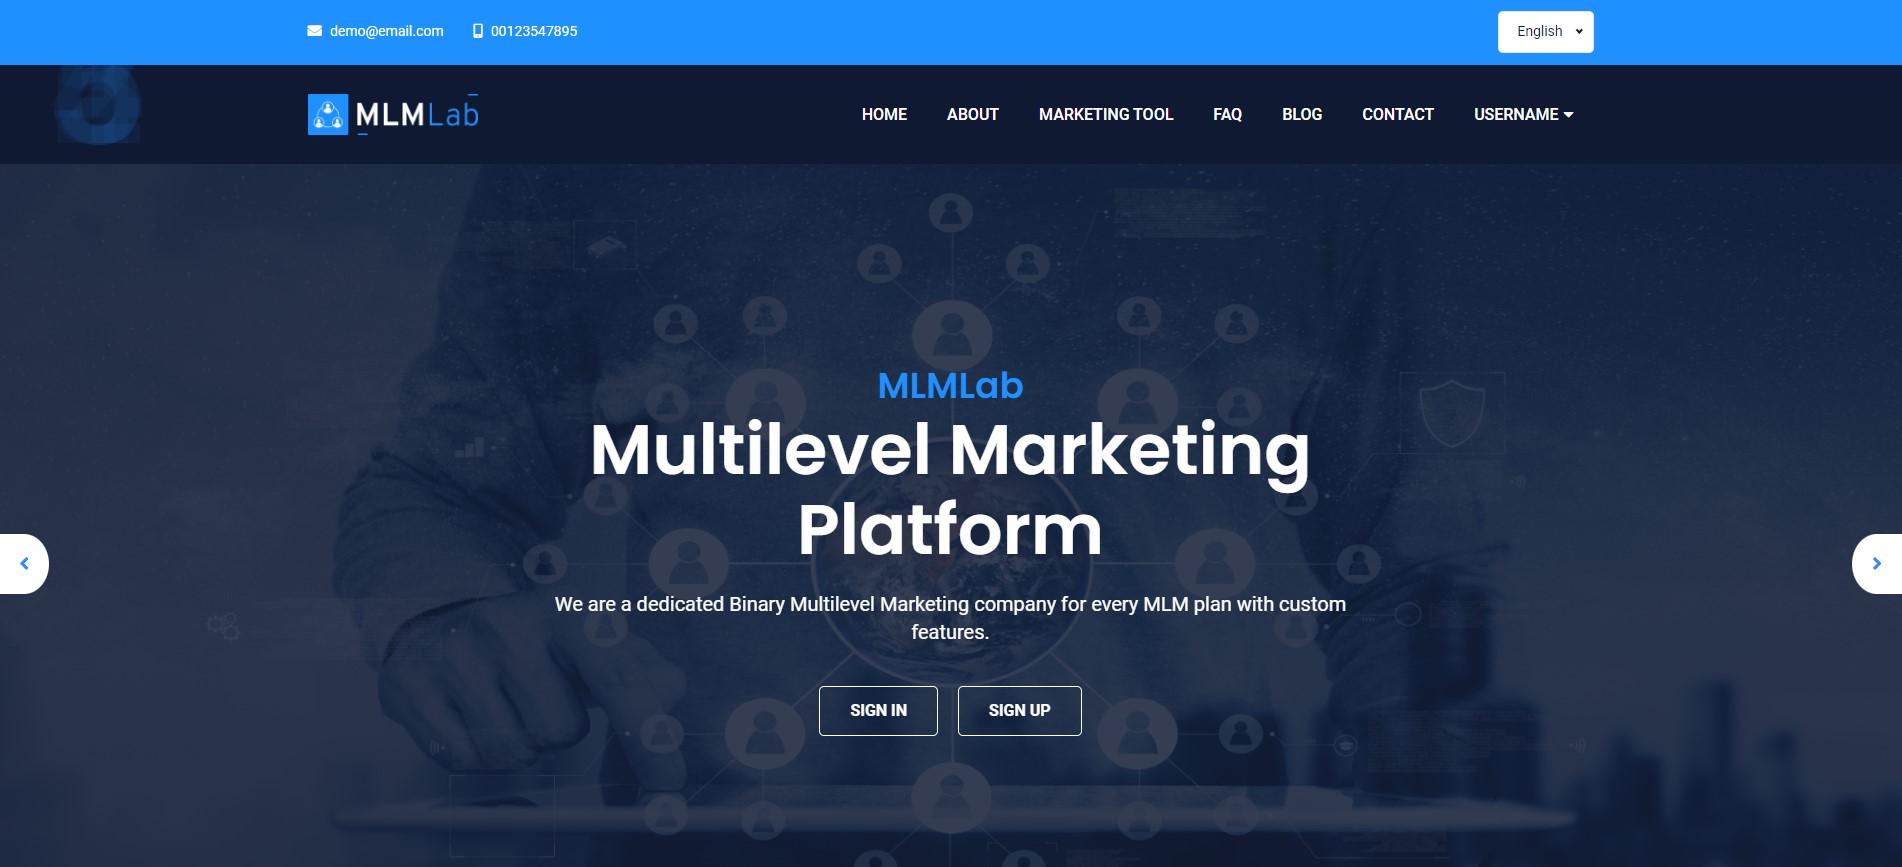 demo@email.com
00123547895
English
MLMLab
HOME
ABOUT
MARKETING TOOL
FAQ
BLOG
CONTACT
USERNAME
MLMLab
Multilevel Marketing
Platform
We are a dedicated Binary Multilevel Marketing company for every MLM plan with custom
features.
SIGN IN
SIGN UP